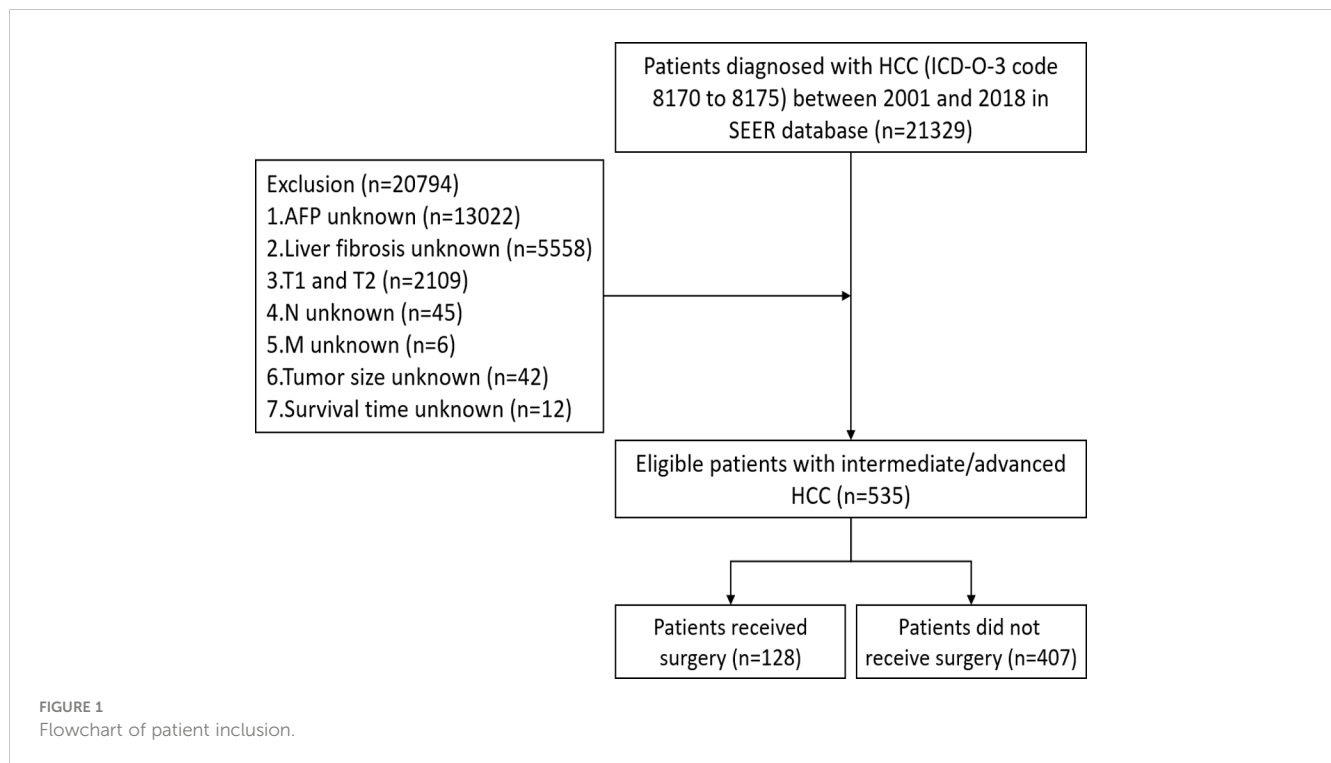 Patients diagnosed with HCC (ICD-O-3 code
8170 to 8175) between 2001 and 2018 in
SEER database (n=21329)
Exclusion (n=20794)
1.AFP unknown (n=13022)
2.Liver fibrosis unknown (n=5558)
3.T1 and T2 (n=2109)
4.N unknown (n=45)
5.M unknown (n=6)
6.Tumor size unknown (n=42)
7.Survival time unknown (n=12)
Eligible patients with intermediate/advanced
HCC (n=535)
Patients received
surgery (n=128)
Patients did not
receive surgery (n=407)
FIGURE 1
Flowchart of patient inclusion.